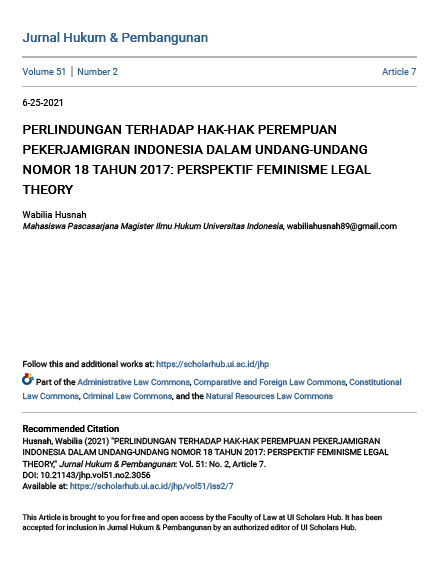 Jurnal Hukum & Pembangunan
Volume 51 | Number 2 Article 7
6-25-2021
PERLINDUNGAN TERHADAP HAK-HAK PEREMPUAN
PEKERJAMIGRAN INDONESIA DALAM UNDANG-UNDANG
NOMOR 18 TAHUN 2017: PERSPEKTIF FEMINISME LEGAL
THEORY
Wabilia Husnah
Mahasiswa Pascasarjana Magister Ilmu Hukum Universitas Indonesia, wabiliahusnah89@gmail.com
Follow this and additional works at: https://scholarhub.ui.ac.id/jhp
Part of the Administrative Law Commons, Comparative and Foreign Law Commons, Constitutional
Law Commons, Criminal Law Commons, and the Natural Resources Law Commons
Recommended Citation
Husnah, Wabilia (2021) "PERLINDUNGAN TERHADAP HAK-HAK PEREMPUAN PEKERJAMIGRAN
INDONESIA DALAM UNDANG-UNDANG NOMOR 18 TAHUN 2017: PERSPEKTIF FEMINISME LEGAL
THEORY," Jurnal Hukum & Pembangunan: Vol. 51: No. 2, Article 7.
DOI: 10.21143/jhp.vol51.no2.3056
Available at: https://scholarhub.ui.ac.id/jhp/vol51/iss2/7
This Article is brought to you for free and open access by the Faculty of Law at UI Scholars Hub. It has been
accepted for inclusion in Jurnal Hukum & Pembangunan by an authorized editor of UI Scholars Hub.